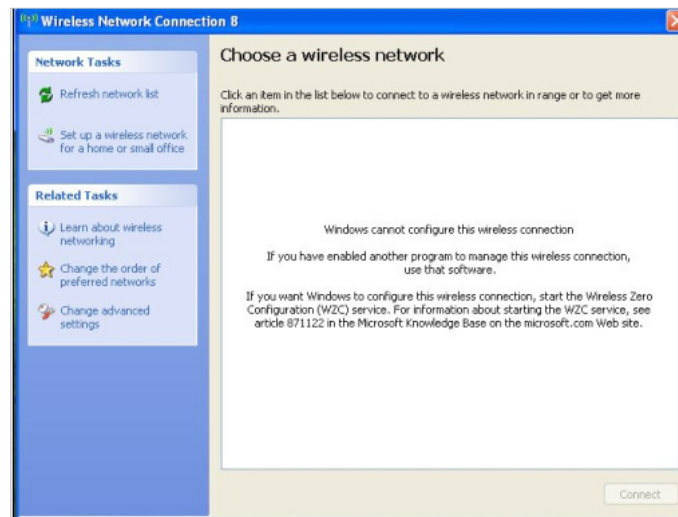 Wireless Network Connection 8
Network Tasks
Refresh network list
Set up a wireless network
for a home or small office
Related Tasks
Learn about wireless
networking
Change the order of
preferred networks
Change advanced
settings
Choose a wireless network
Click an item in the list below to connect to a wireless network in range or to get more
information.
Windows cannot configure this wireless connection
If you have enabled another program to manage this wireless connection,
use that software.
If you want Windows to configure this wireless connection, start the Wireless Zero
Configuration (WZC) service. For information about starting the WZC service, see
article 871122 in the Microsoft Knowledge Base on the microsoft.com Web site.
Connect